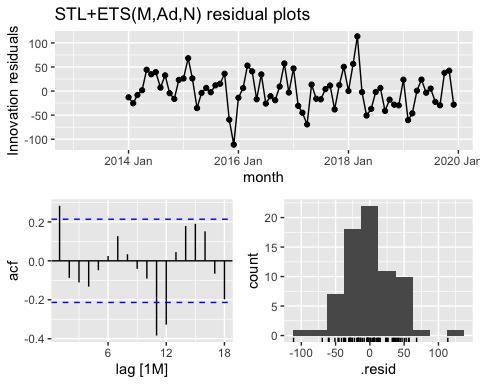 STL+ETS(M,Ad,N) residual plots
Innovation residuals
100
50
0
-50
-100
2014 Jan 2016 Jan 2018 Jan 2020 Jan
month
acf
0.2
0.0
-0.2
-0.4
6 12 18
lag [1M]
count
20
15
10
5
0
-100 -50 0 50 100
.resid